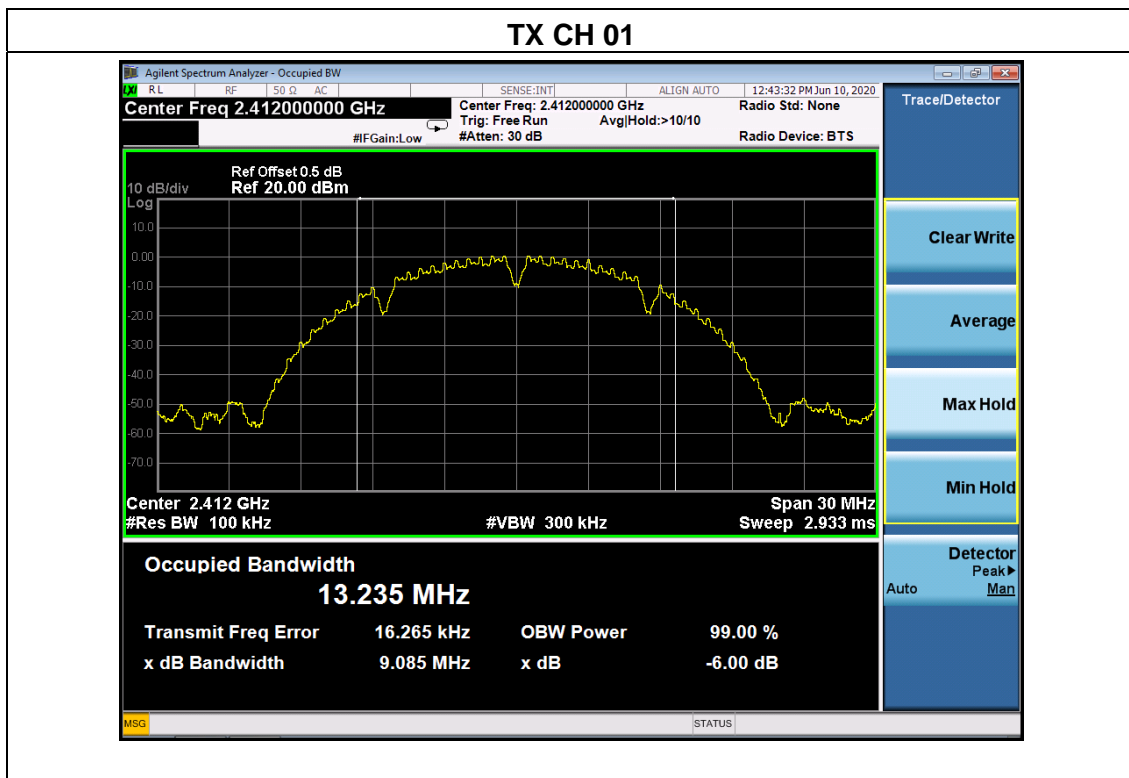 TX CH 01
Agilent Spectrum Analyzer - Occupied BW
LXI RL RF 50 Ω AC SENSE:INT ALIGN AUTO 12:43:32 PM Jun 10, 2020
Center Freq 2.412000000 GHz Center Freq: 2.412000000 GHz Radio Std: None
Trig: Free Run Avg|Hold:>10/10
#IFGain:Low #Atten: 30 dB Radio Device: BTS
Trace/Detector
Ref Offset 0.5 dB
10 dB/div Ref 20.00 dBm
Log
10.0
0.00
-10.0
-20.0
-30.0
-40.0
-50.0
-60.0
-70.0
Center 2.412 GHz Span 30 MHz
#Res BW 100 kHz #VBW 300 kHz Sweep 2.933 ms
Clear Write
Average
Max Hold
Min Hold
Detector
Peak▶
Auto Man
Occupied Bandwidth
13.235 MHz
Transmit Freq Error 16.265 kHz OBW Power 99.00 %
x dB Bandwidth 9.085 MHz x dB -6.00 dB
MSG STATUS